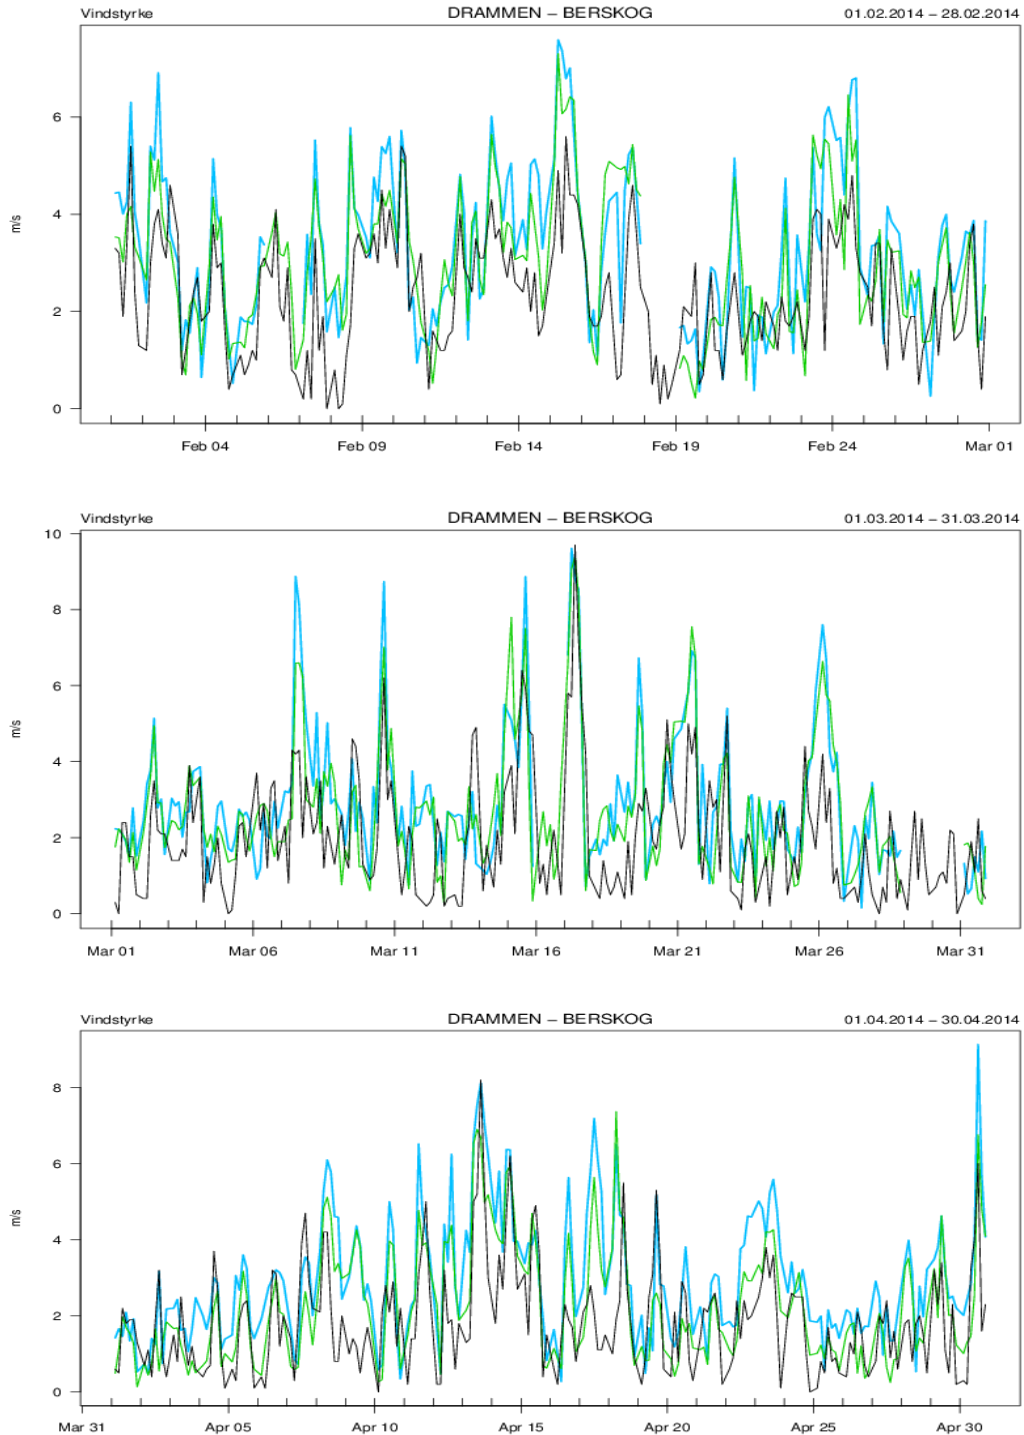 Vindstyrke DRAMMEN – BERSKOG 01.02.2014 – 28.02.2014
6
4
m/s
2
0
Feb 04 Feb 09 Feb 14 Feb 19 Feb 24 Mar 01
Vindstyrke DRAMMEN – BERSKOG 01.03.2014 – 31.03.2014
10
8
6
m/s
4
2
0
Mar 01 Mar 06 Mar 11 Mar 16 Mar 21 Mar 26 Mar 31
Vindstyrke DRAMMEN – BERSKOG 01.04.2014 – 30.04.2014
8
6
m/s
4
2
0
Mar 31 Apr 05 Apr 10 Apr 15 Apr 20 Apr 25 Apr 30